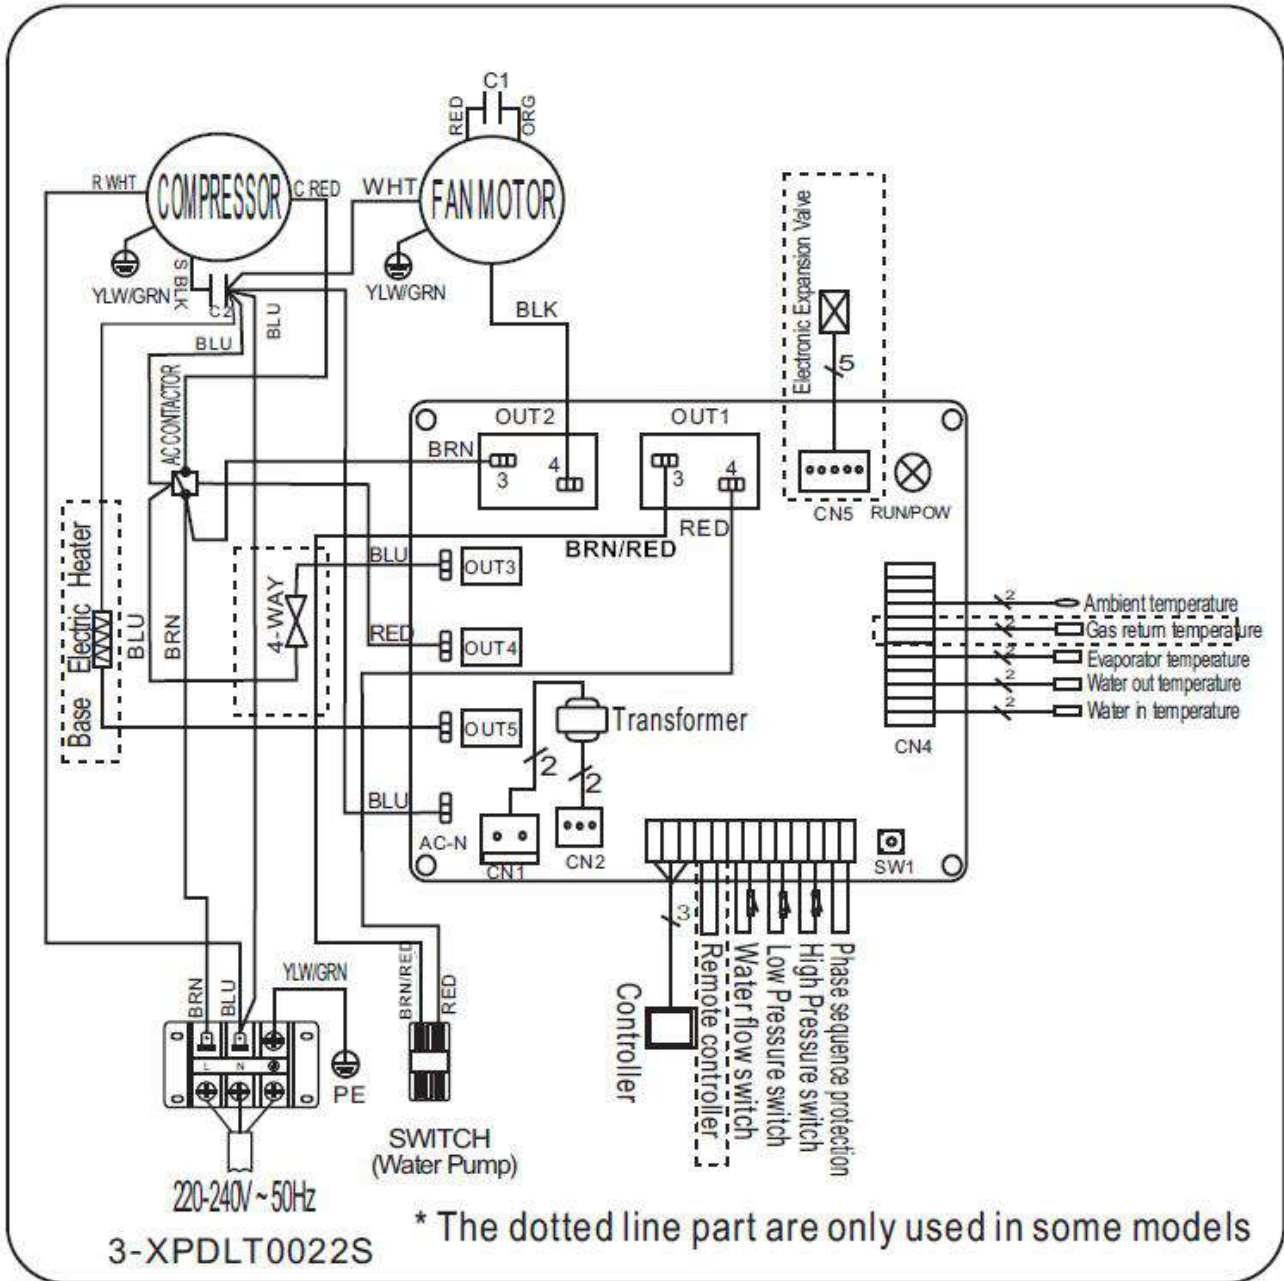 C1
RED
ORG
R WHT
COMPRESSOR
C RED
WHT
FAN MOTOR
YLW/GRN
S BLK
C2
BLU
BLU
YLW/GRN
BLK
Electronic Expansion Valve
5
CN5
RUN/POW
AC CONTACTOR
OUT2
BRN
3
4
OUT1
3
4
RED
BRN/RED
BLU
OUT3
4-WAY
RED
OUT4
Base Electric Heater
BLU
BRN
OUT5
Transformer
2
2
BLU
AC-N
CN1
CN2
2
Ambient temperature
2
Gas return temperature
2
Evaporator temperature
2
Water out temperature
2
Water in temperature
CN4
SW1
3
Controller
Remote controller
Water flow switch
Low Pressure switch
High Pressure switch
Phase sequence protection
BRN
BLU
YLW/GRN
L
N
PE
BRN/RED
RED
SWITCH
(Water Pump)
220-240V ~ 50Hz
3-XPDLT0022S
* The dotted line part are only used in some models